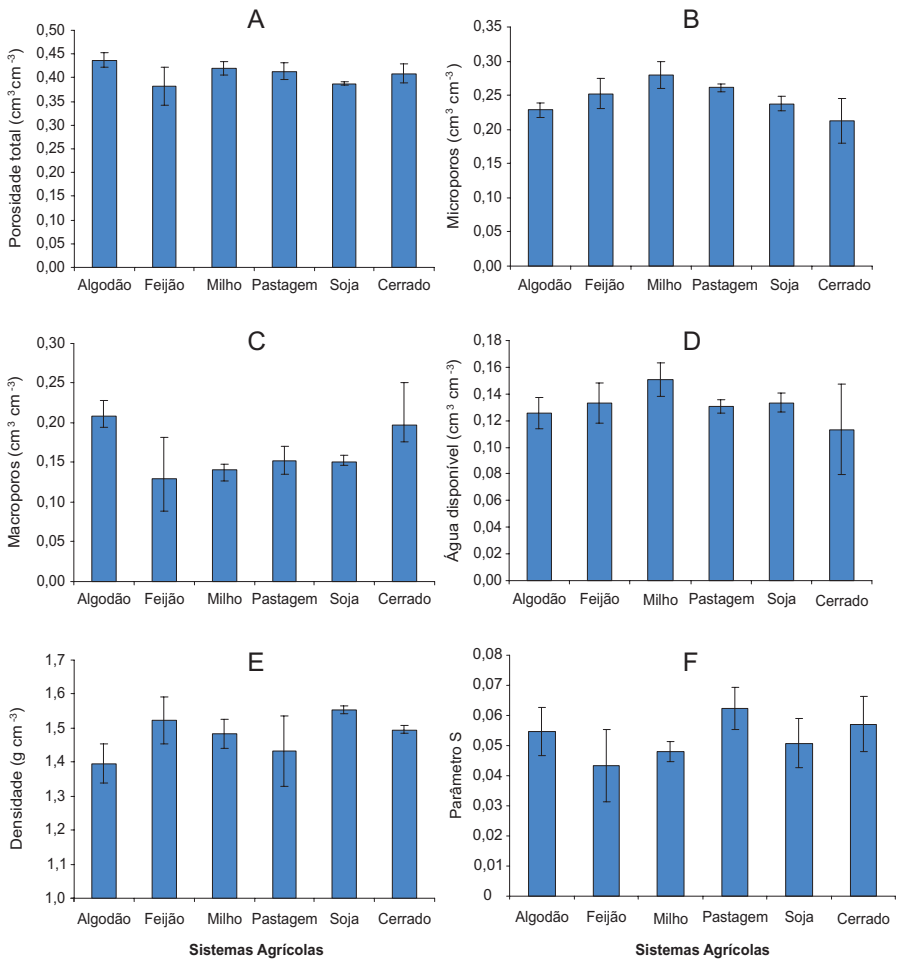 A
Porosidade total (cm³ cm⁻³)
0,50
0,45
0,40
0,35
0,30
0,25
0,20
0,15
0,10
0,05
0,00
Algodão Feijão Milho Pastagem Soja Cerrado
B
Microporos (cm³ cm⁻³)
0,35
0,30
0,25
0,20
0,15
0,10
0,05
0,00
Algodão Feijão Milho Pastagem Soja Cerrado
C
Macroporos (cm³ cm⁻³)
0,30
0,25
0,20
0,15
0,10
0,05
0,00
Algodão Feijão Milho Pastagem Soja Cerrado
D
Água disponível (cm³ cm⁻³)
0,18
0,16
0,14
0,12
0,10
0,08
0,06
0,04
0,02
0,00
Algodão Feijão Milho Pastagem Soja Cerrado
E
Densidade (g cm⁻³)
1,7
1,6
1,5
1,4
1,3
1,2
1,1
1,0
Algodão Feijão Milho Pastagem Soja Cerrado
Sistemas Agrícolas
F
Parâmetro S
0,08
0,07
0,06
0,05
0,04
0,03
0,02
0,01
0
Algodão Feijão Milho Pastagem Soja Cerrado
Sistemas Agrícolas